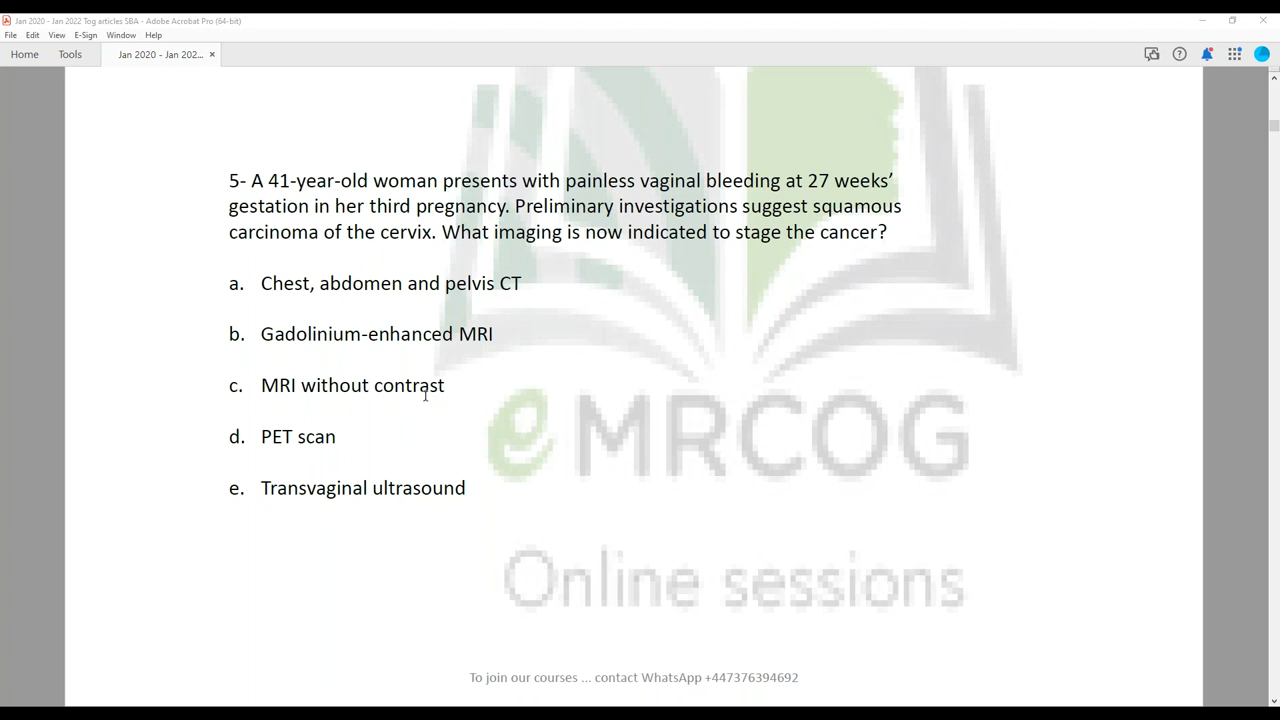 Jan 2020 - Jan 2022 Tog articles SBA - Adobe Acrobat Pro (64-bit)
File Edit View E-Sign Window Help
Home Tools Jan 2020 - Jan 202... ×
5- A 41-year-old woman presents with painless vaginal bleeding at 27 weeks’
gestation in her third pregnancy. Preliminary investigations suggest squamous
carcinoma of the cervix. What imaging is now indicated to stage the cancer?
a. Chest, abdomen and pelvis CT
b. Gadolinium-enhanced MRI
c. MRI without contrast
d. PET scan
e. Transvaginal ultrasound
eMRCOG
Online sessions
To join our courses ... contact WhatsApp +447376394692